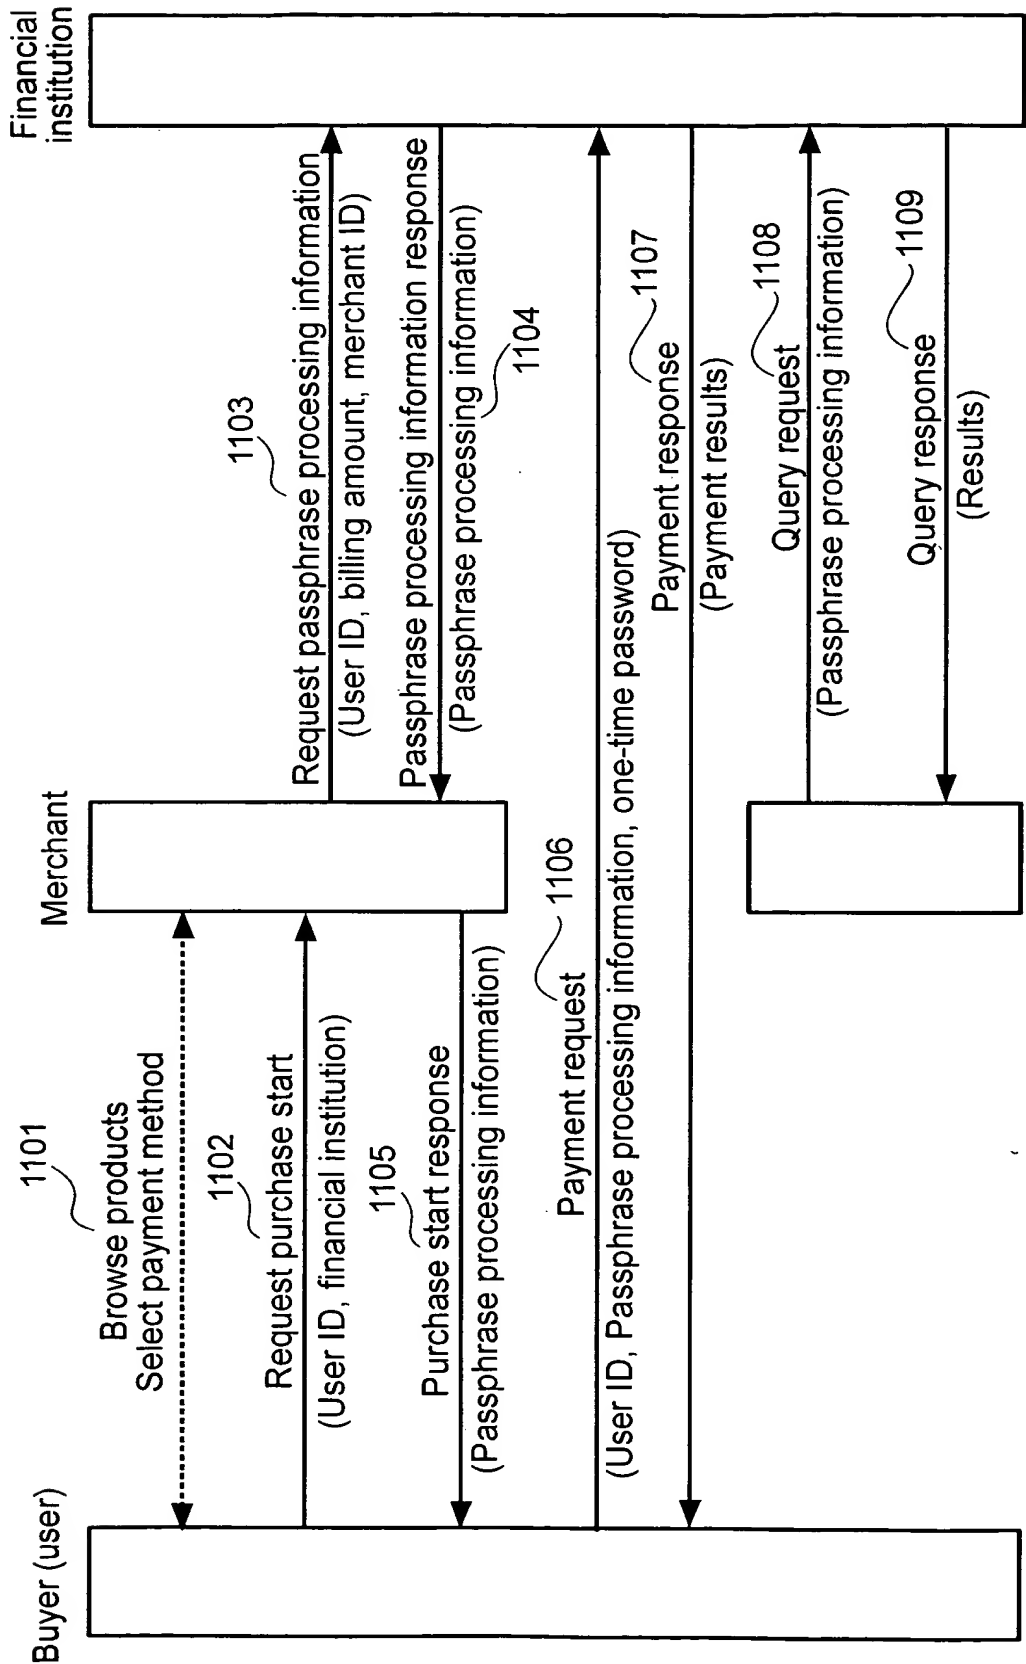 Buyer (user)
Merchant
Financial
institution
1101
Browse products
Select payment method
1102
Request purchase start
(User ID, financial institution)
1103
Request passphrase processing information
(User ID, billing amount, merchant ID)
Passphrase processing information response
(Passphrase processing information)
1104
1105
Purchase start response
(Passphrase processing information)
1106
Payment request
(User ID, Passphrase processing information, one-time password)
1107
Payment response
(Payment results)
1108
Query request
(Passphrase processing information)
1109
Query response
(Results)